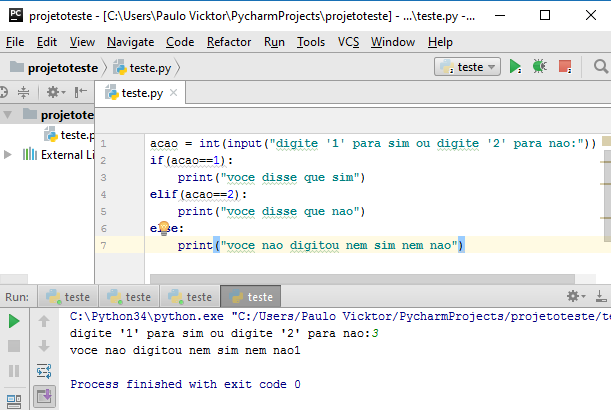 projetoteste - [C:\Users\Paulo Vicktor\PycharmProjects\projetoteste] - ...\teste.py -...
File Edit View Navigate Code Refactor Run Tools VCS Window Help
projetoteste teste.py teste
teste.py
projetote
teste.p
External Li
1 acao = int(input("digite '1' para sim ou digite '2' para nao:"))
2 if(acao==1):
3 print("voce disse que sim")
4 elif(acao==2):
5 print("voce disse que nao")
6 else:
7 print("voce nao digitou nem sim nem nao")
Run: teste teste teste teste
C:\Python34\python.exe "C:/Users/Paulo Vicktor/PycharmProjects/projetoteste/te
digite '1' para sim ou digite '2' para nao:3
voce nao digitou nem sim nem nao1
Process finished with exit code 0